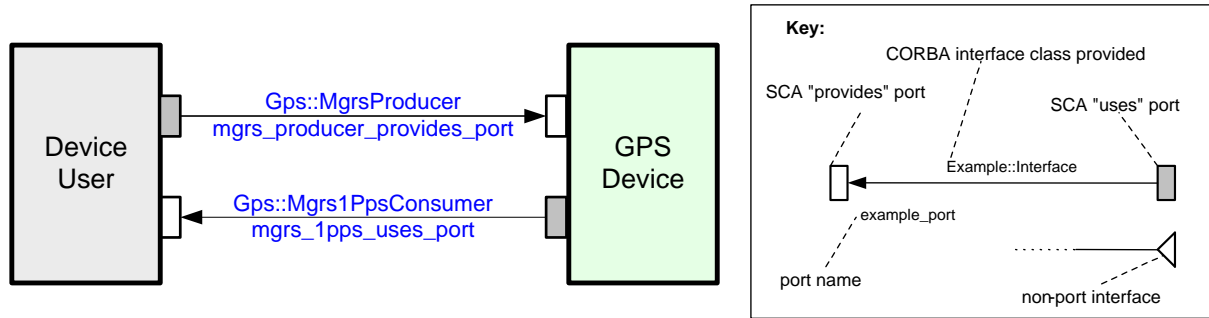 Device
User
Gps::MgrsProducer
mgrs_producer_provides_port
Gps::Mgrs1PpsConsumer
mgrs_1pps_uses_port
GPS
Device
Key:
CORBA interface class provided
SCA "provides" port
SCA "uses" port
Example::Interface
example_port
port name
non-port interface